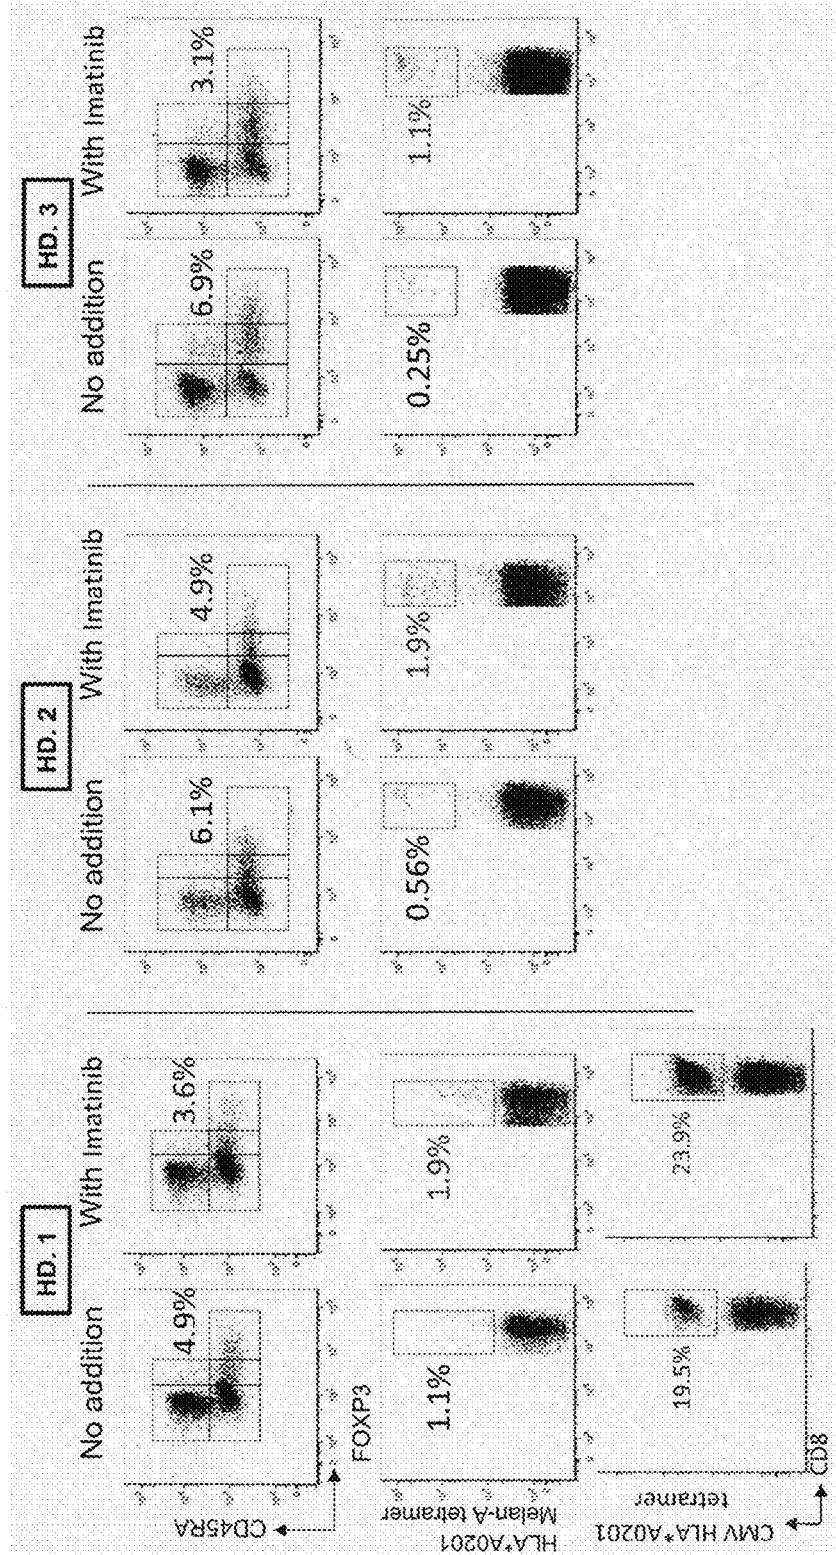 HD. 1
HD. 2
HD. 3
No addition
With Imatinib
No addition
With Imatinib
No addition
With Imatinib
CD45RA
4.9%
3.6%
6.1%
4.9%
6.9%
3.1%
FOXP3
HLA*A0201
Melan-A tetramer
1.1%
1.9%
0.56%
1.9%
0.25%
1.1%
CMV HLA*A0201
tetramer
19.5%
23.9%
CD8